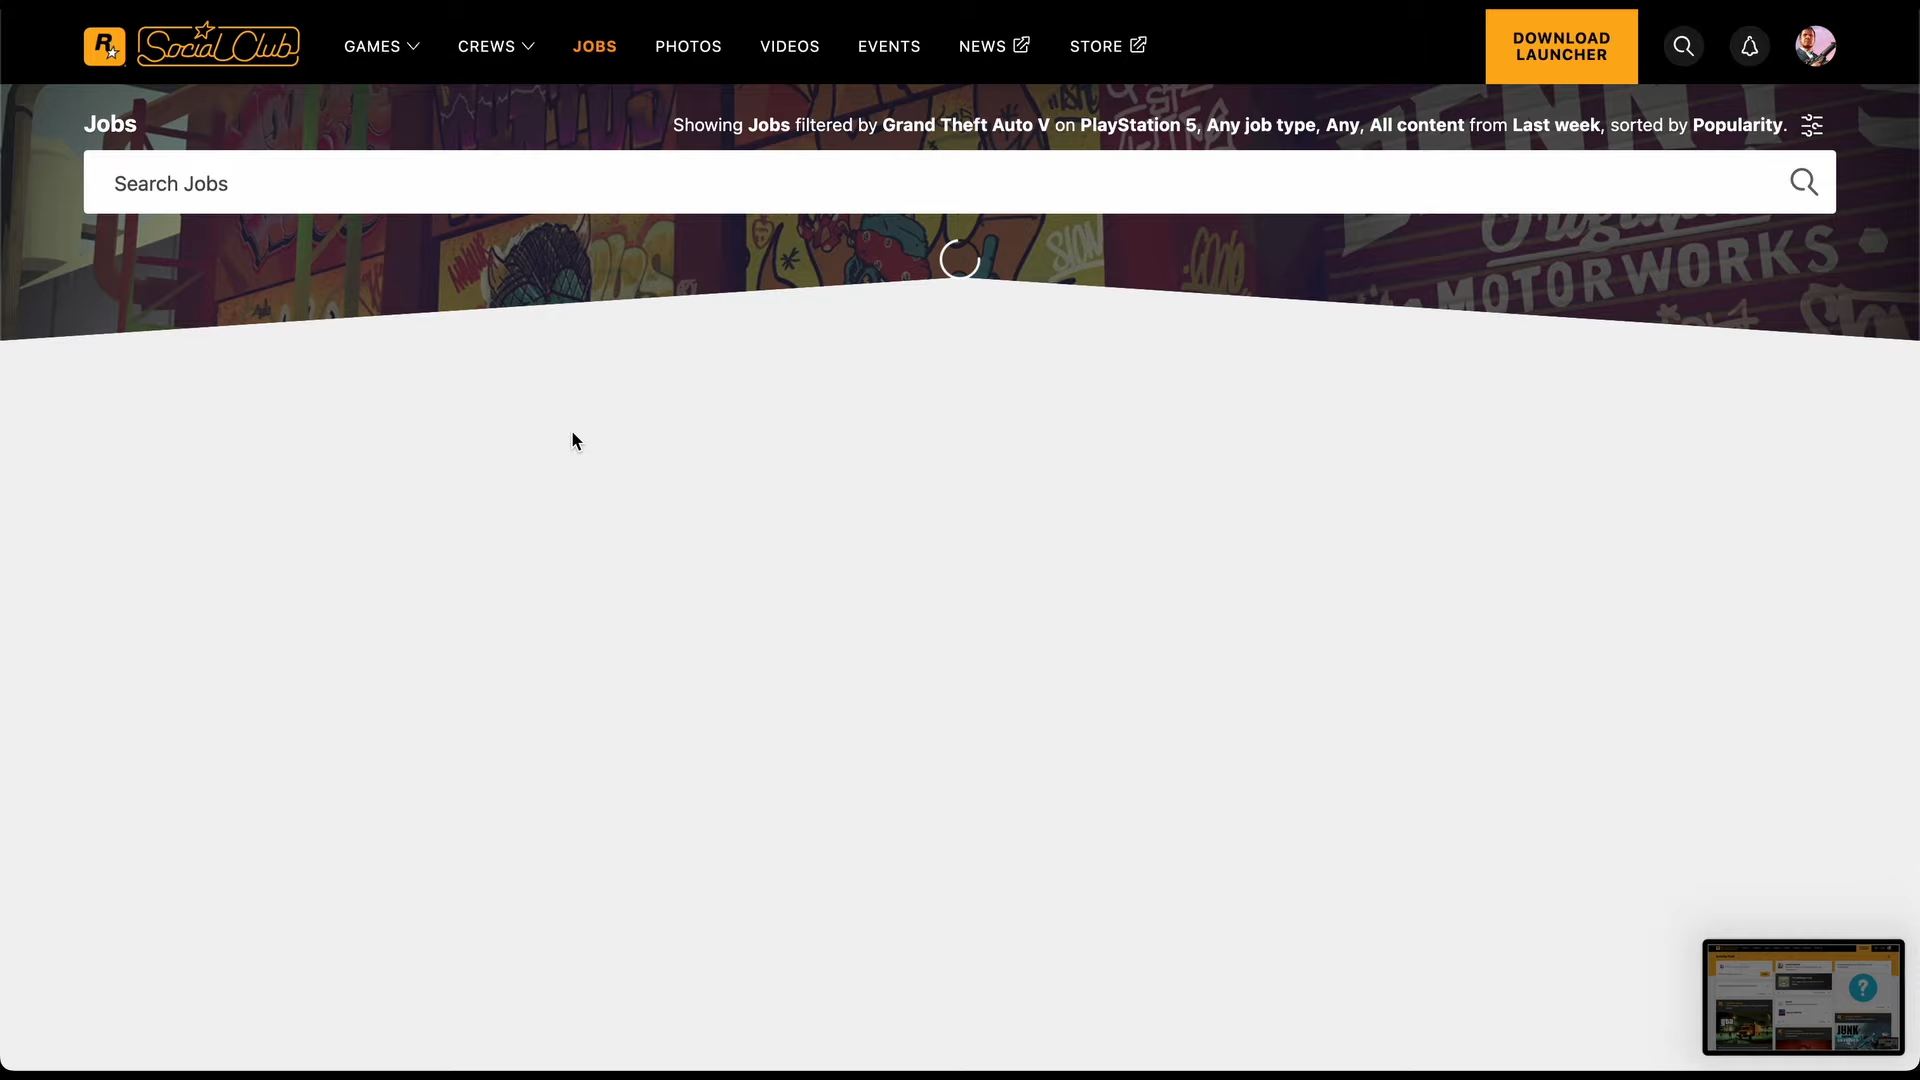 R Social Club GAMES CREWS JOBS PHOTOS VIDEOS EVENTS NEWS STORE
DOWNLOAD
LAUNCHER
Jobs
Showing Jobs filtered by Grand Theft Auto V on PlayStation 5, Any job type, Any, All content from Last week, sorted by Popularity.
Search Jobs
MOTORWORKS
JUNK